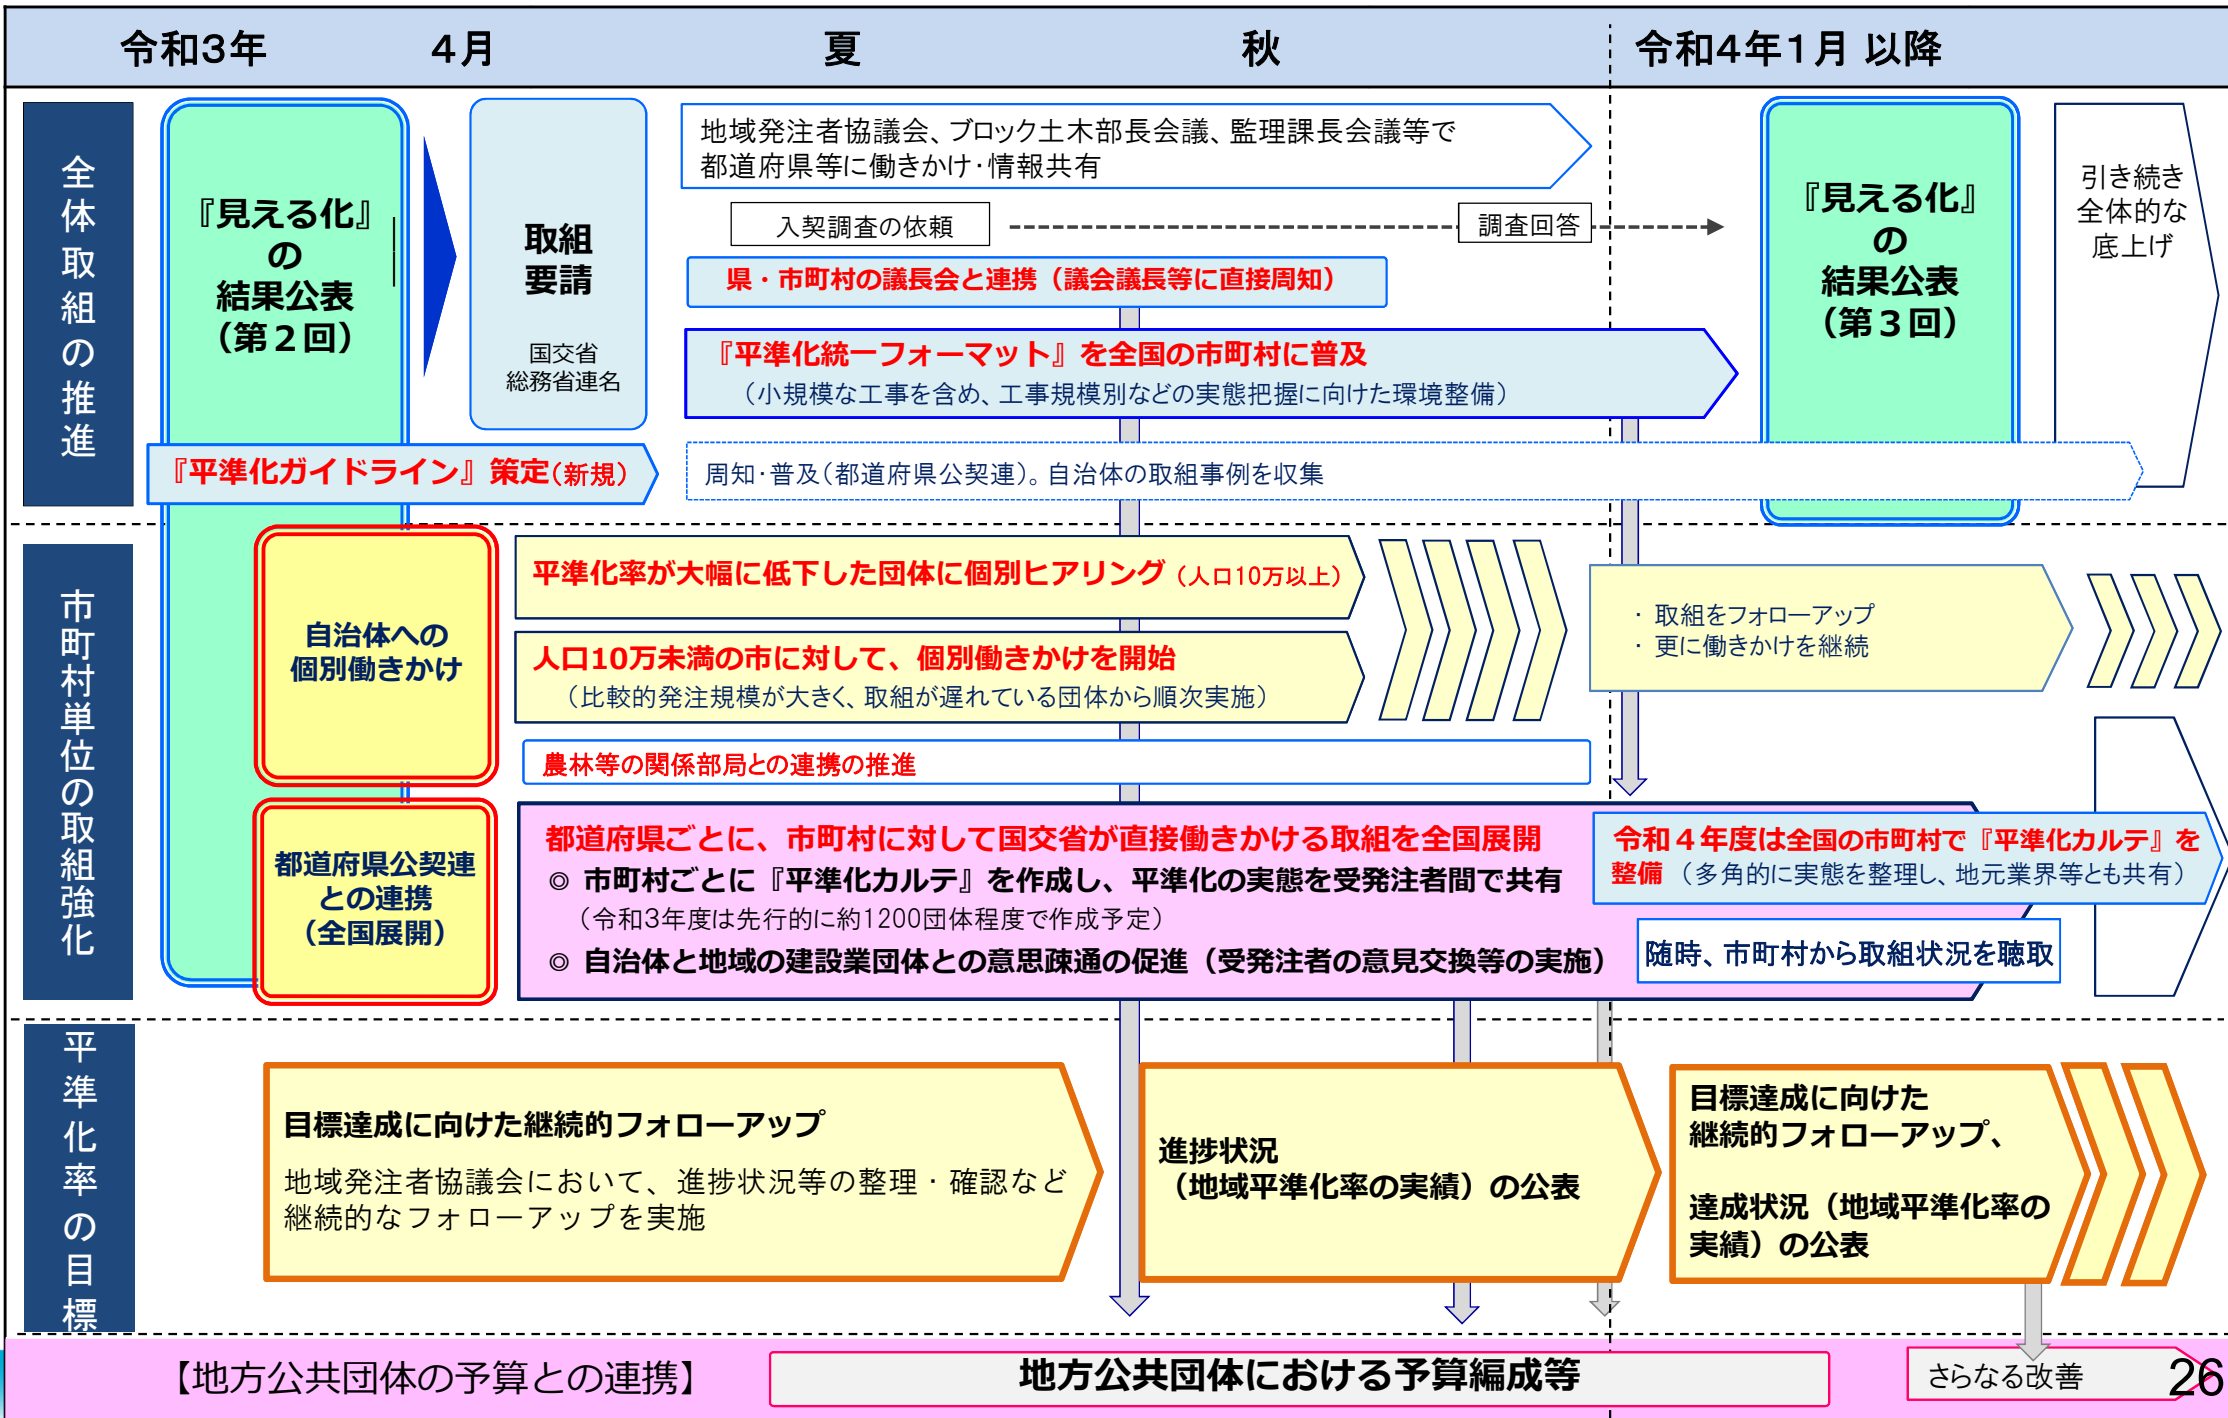 令和3年
4月
夏
秋
令和4年1月 以降
全体取組の推進
『見える化』
の
結果公表
（第２回）
取組
要請
国交省
総務省連名
地域発注者協議会、ブロック土木部長会議、監理課長会議等で
都道府県等に働きかけ・情報共有
入契調査の依頼
調査回答
県・市町村の議長会と連携（議会議長等に直接周知）
『平準化統一フォーマット』を全国の市町村に普及
（小規模な工事を含め、工事規模別などの実態把握に向けた環境整備）
『見える化』
の
結果公表
（第３回）
引き続き
全体的な
底上げ
『平準化ガイドライン』策定（新規）
周知・普及（都道府県公契連）。自治体の取組事例を収集
市町村単位の取組強化
自治体への
個別働きかけ
平準化率が大幅に低下した団体に個別ヒアリング（人口10万以上）
人口10万未満の市に対して、個別働きかけを開始
（比較的発注規模が大きく、取組が遅れている団体から順次実施）
・ 取組をフォローアップ
・ 更に働きかけを継続
農林等の関係部局との連携の推進
都道府県公契連
との連携
（全国展開）
都道府県ごとに、市町村に対して国交省が直接働きかける取組を全国展開
◎ 市町村ごとに『平準化カルテ』を作成し、平準化の実態を受発注者間で共有
（令和3年度は先行的に約1200団体程度で作成予定）
◎ 自治体と地域の建設業団体との意思疎通の促進（受発注者の意見交換等の実施）
令和４年度は全国の市町村で『平準化カルテ』を
整備（多角的に実態を整理し、地元業界等とも共有）
随時、市町村から取組状況を聴取
平準化率の目標
目標達成に向けた継続的フォローアップ
地域発注者協議会において、進捗状況等の整理・確認など
継続的なフォローアップを実施
進捗状況
（地域平準化率の実績）の公表
目標達成に向けた
継続的フォローアップ、
達成状況（地域平準化率の
実績）の公表
【地方公共団体の予算との連携】
地方公共団体における予算編成等
さらなる改善
26